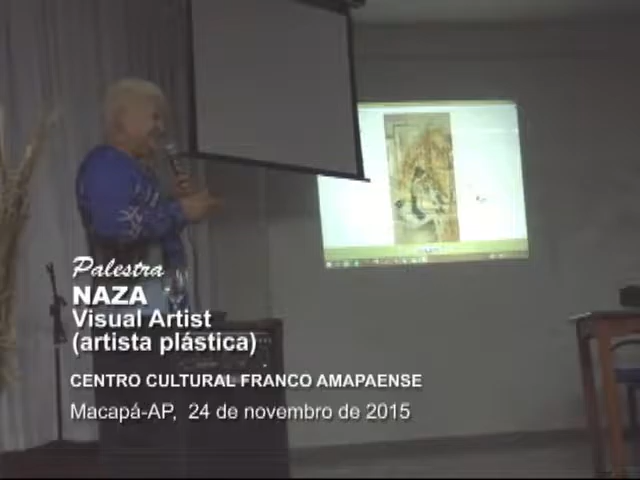 Palestra
NAZA
Visual Artist
(artista plástica)
CENTRO CULTURAL FRANCO AMAPAENSE
Macapá-AP, 24 de novembro de 2015